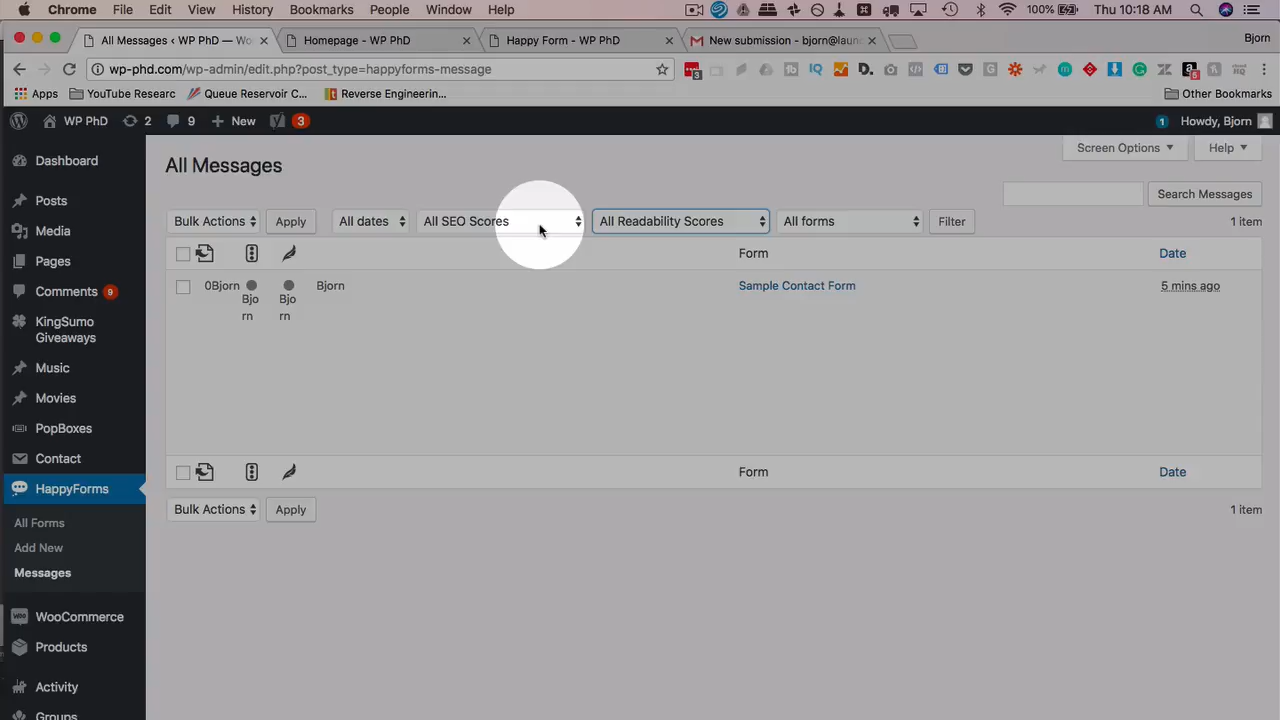 Chrome File Edit View History Bookmarks People Window Help 100% Thu 10:18 AM
All Messages ‹ WP PhD — Wo Homepage - WP PhD Happy Form - WP PhD New submission - bjorn@laun Bjorn
wp-phd.com/wp-admin/edit.php?post_type=happyforms-message
Apps YouTube Researc Queue Reservoir C... Reverse Engineerin... Other Bookmarks
WP PhD 2 9 + New 3 1 Howdy, Bjorn
Dashboard
Posts
Media
Pages
Comments 9
KingSumo
Giveaways
Music
Movies
PopBoxes
Contact
HappyForms
All Forms
Add New
Messages
WooCommerce
Products
Activity
Groups
Screen Options Help
All Messages
Search Messages
Bulk Actions Apply All dates All SEO Scores All Readability Scores All forms Filter 1 item
Form Date
0Bjorn Bjo Bjo Bjorn Sample Contact Form 5 mins ago
rn rn
Form Date
Bulk Actions Apply 1 item